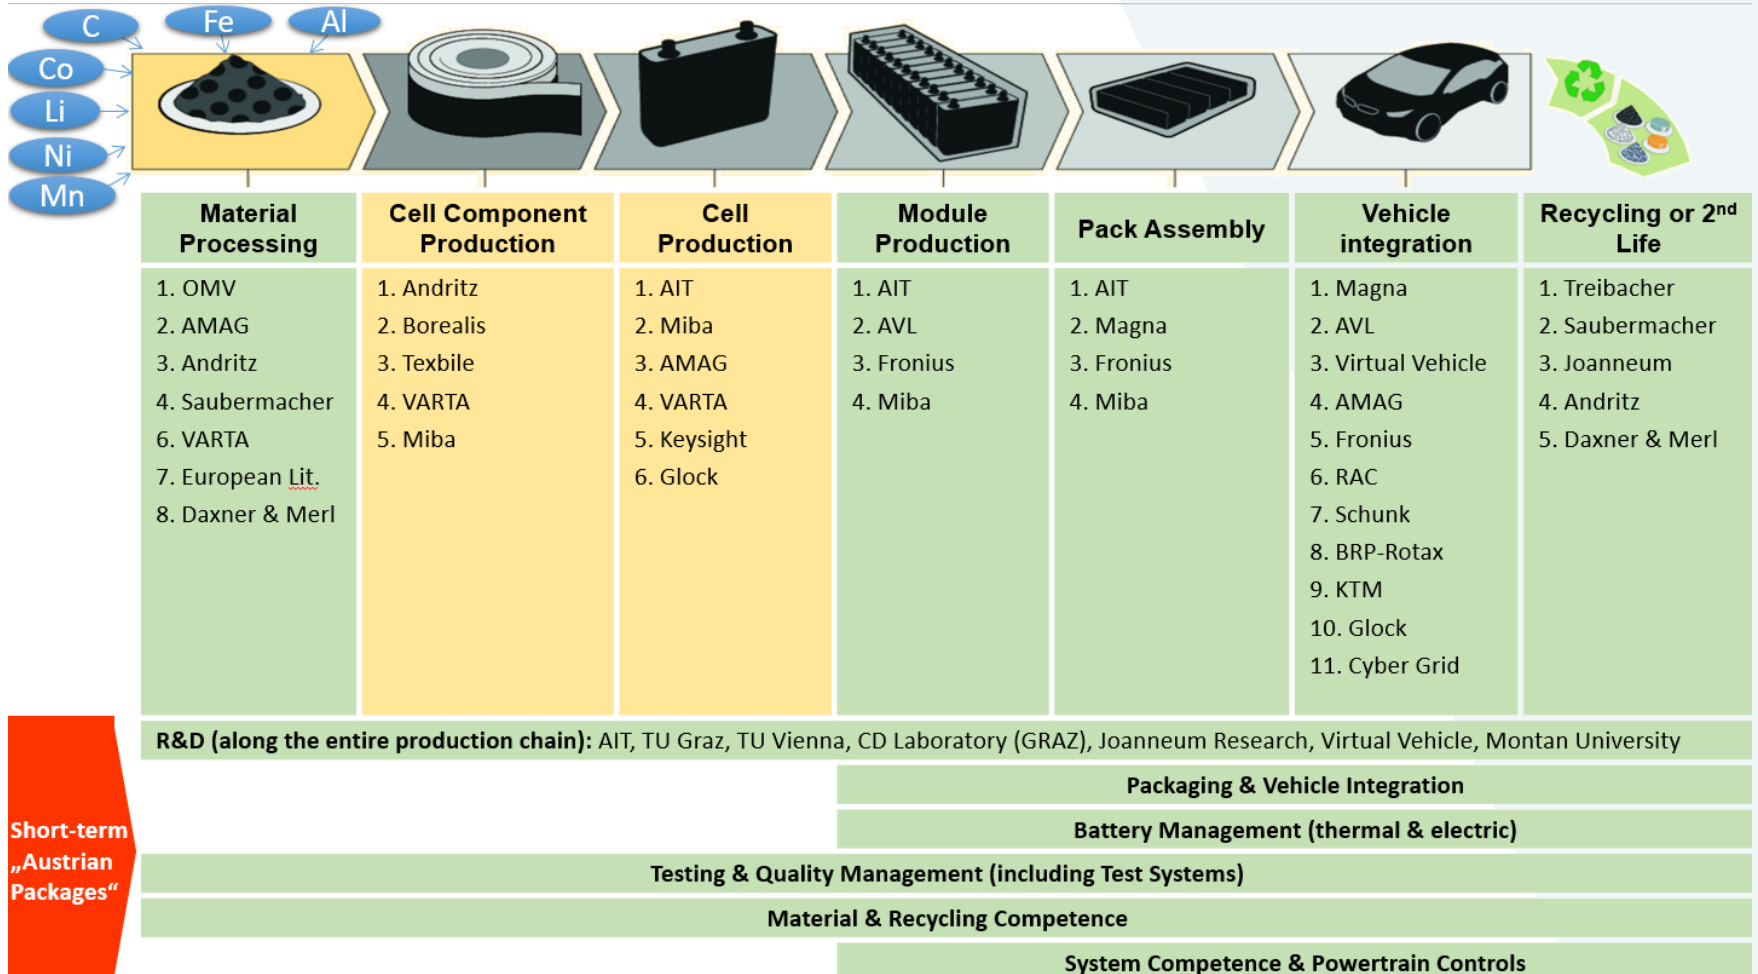 C
Fe
Al
Co
Li
Ni
Mn
Material
Processing
Cell Component
Production
Cell
Production
Module
Production
Pack Assembly
Vehicle
integration
Recycling or 2nd
Life
1. OMV
2. AMAG
3. Andritz
4. Saubermacher
6. VARTA
7. European Lit.
8. Daxner & Merl
1. Andritz
2. Borealis
3. Texbile
4. VARTA
5. Miba
1. AIT
2. Miba
3. AMAG
4. VARTA
5. Keysight
6. Glock
1. AIT
2. AVL
3. Fronius
4. Miba
1. AIT
2. Magna
3. Fronius
4. Miba
1. Magna
2. AVL
3. Virtual Vehicle
4. AMAG
5. Fronius
6. RAC
7. Schunk
8. BRP-Rotax
9. KTM
10. Glock
11. Cyber Grid
1. Treibacher
2. Saubermacher
3. Joanneum
4. Andritz
5. Daxner & Merl
Short-term
„Austrian
Packages“
R&D (along the entire production chain): AIT, TU Graz, TU Vienna, CD Laboratory (GRAZ), Joanneum Research, Virtual Vehicle, Montan University
Packaging & Vehicle Integration
Battery Management (thermal & electric)
Testing & Quality Management (including Test Systems)
Material & Recycling Competence
System Competence & Powertrain Controls